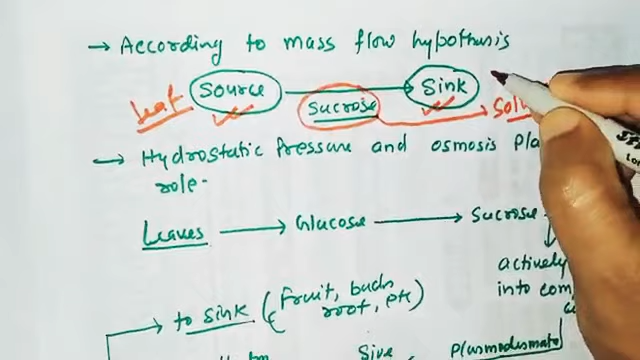 → According to mass flow hypothesis
Leaf Source → Sink
Sucrose → Sol
→ Hydrostatic Pressure and osmosis Pla
role.
Leaves → Glucose → Sucrose
actively
into com
to Sink (Fruit, buds,
root, etc)
Sive
Plasmodesmata